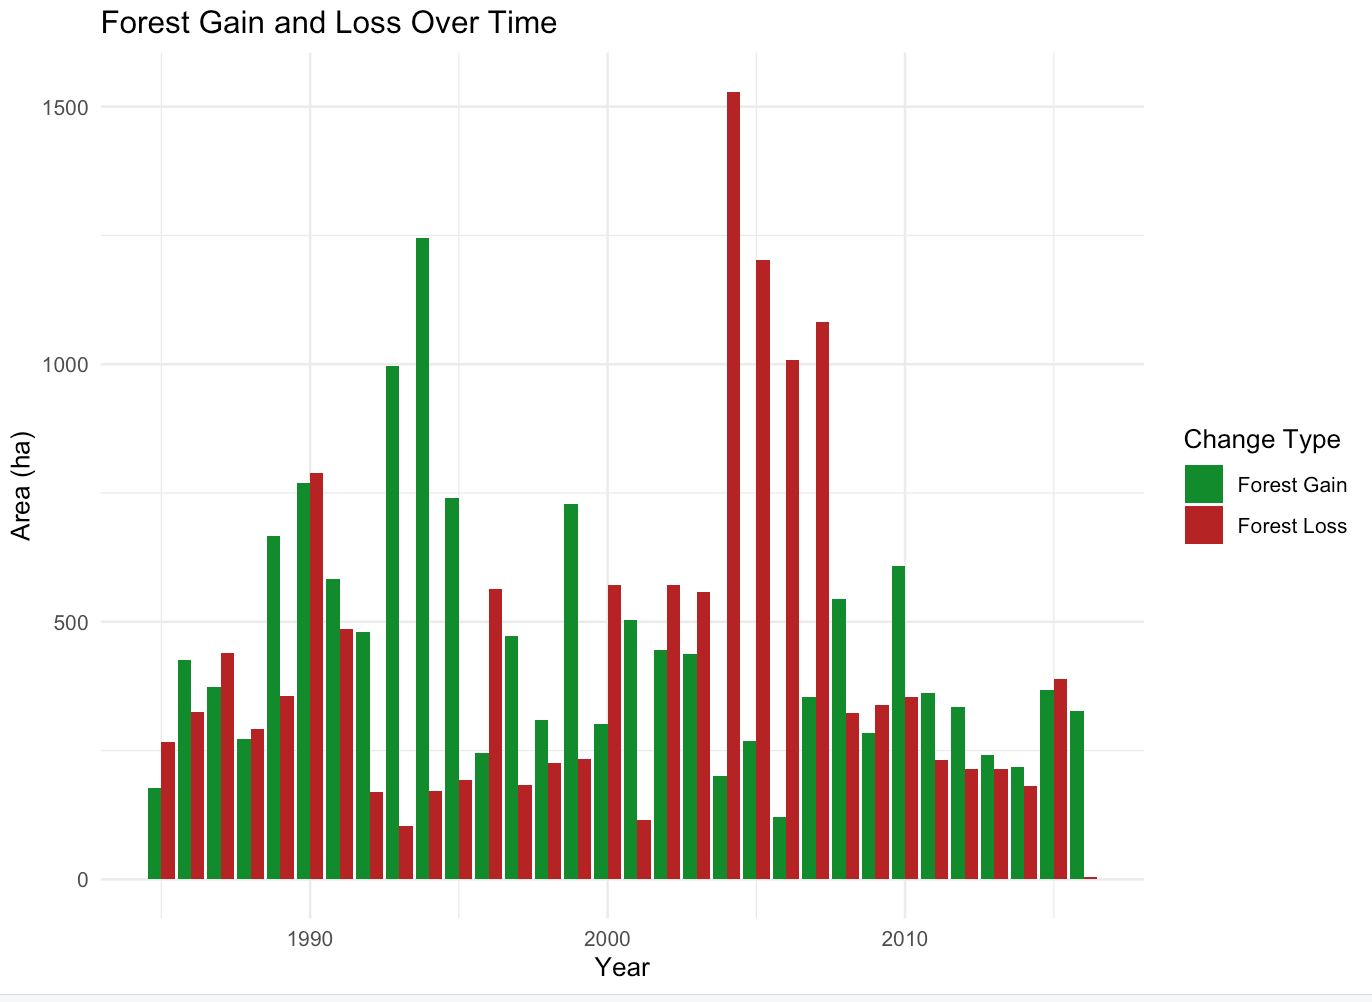 Forest Gain and Loss Over Time
1500
1000
500
0
Area (ha)
1990
2000
2010
Year
Change Type
Forest Gain
Forest Loss